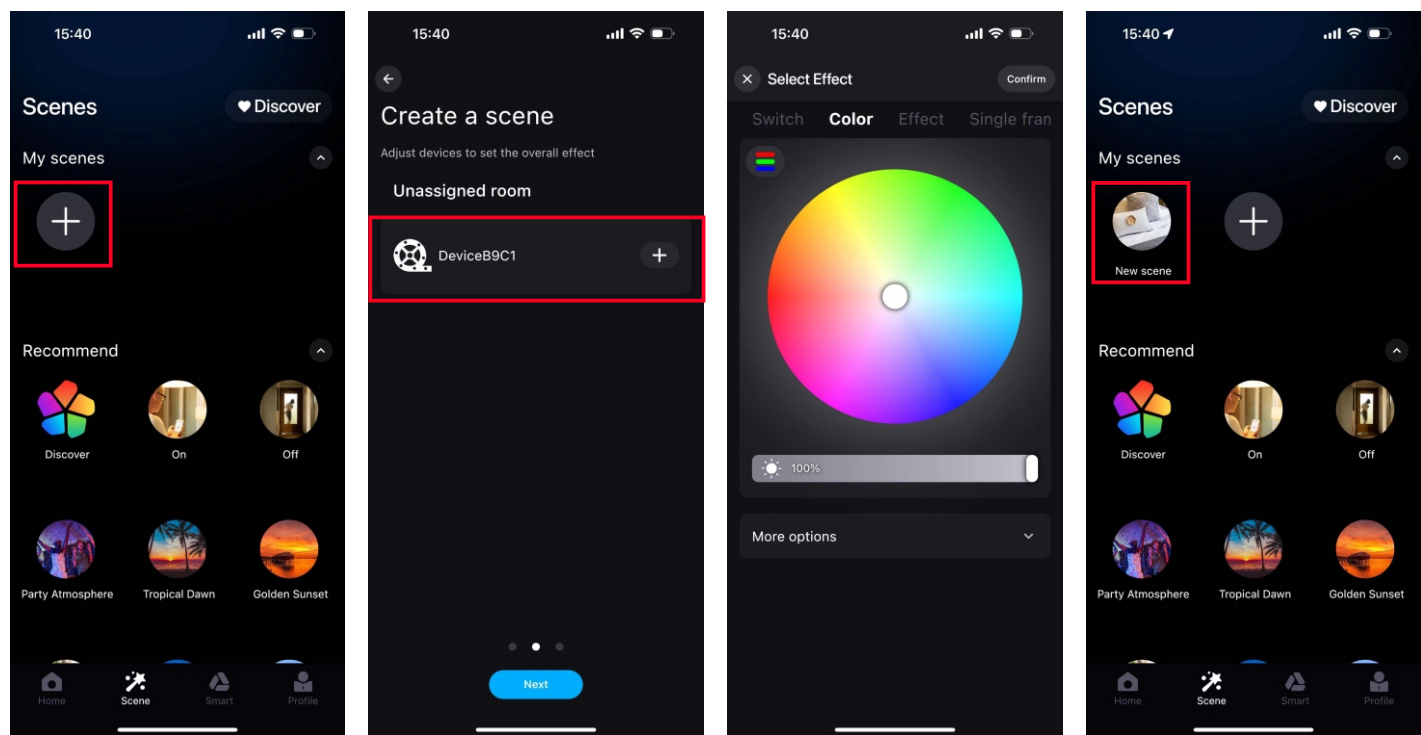 15:40
Scenes
Discover
My scenes
Recommend
Discover
On
Off
Party Atmosphere
Tropical Dawn
Golden Sunset
Home
Scene
Smart
Profile
15:40
Create a scene
Adjust devices to set the overall effect
Unassigned room
DeviceB9C1
Next
15:40
Select Effect
Confirm
Switch
Color
Effect
Single fran
100%
More options
15:40
Scenes
Discover
My scenes
New scene
Recommend
Discover
On
Off
Party Atmosphere
Tropical Dawn
Golden Sunset
Home
Scene
Smart
Profile